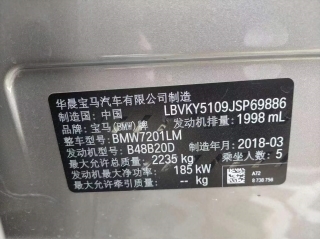 华晨宝马汽车有限公司制造 LBVKY5109JSP69886
中国制造 发动机排量 1998 mL
品牌: 宝马(BMW)牌
整车型号: BMW7201LM
发动机型号: B48B20D 制造年月: 2018-03
最大允许总质量: 2235 kg 乘坐人数: 5
发动机最大净功率: 185 kW A72
最大允许牵引质量: -- kg 9 738 756